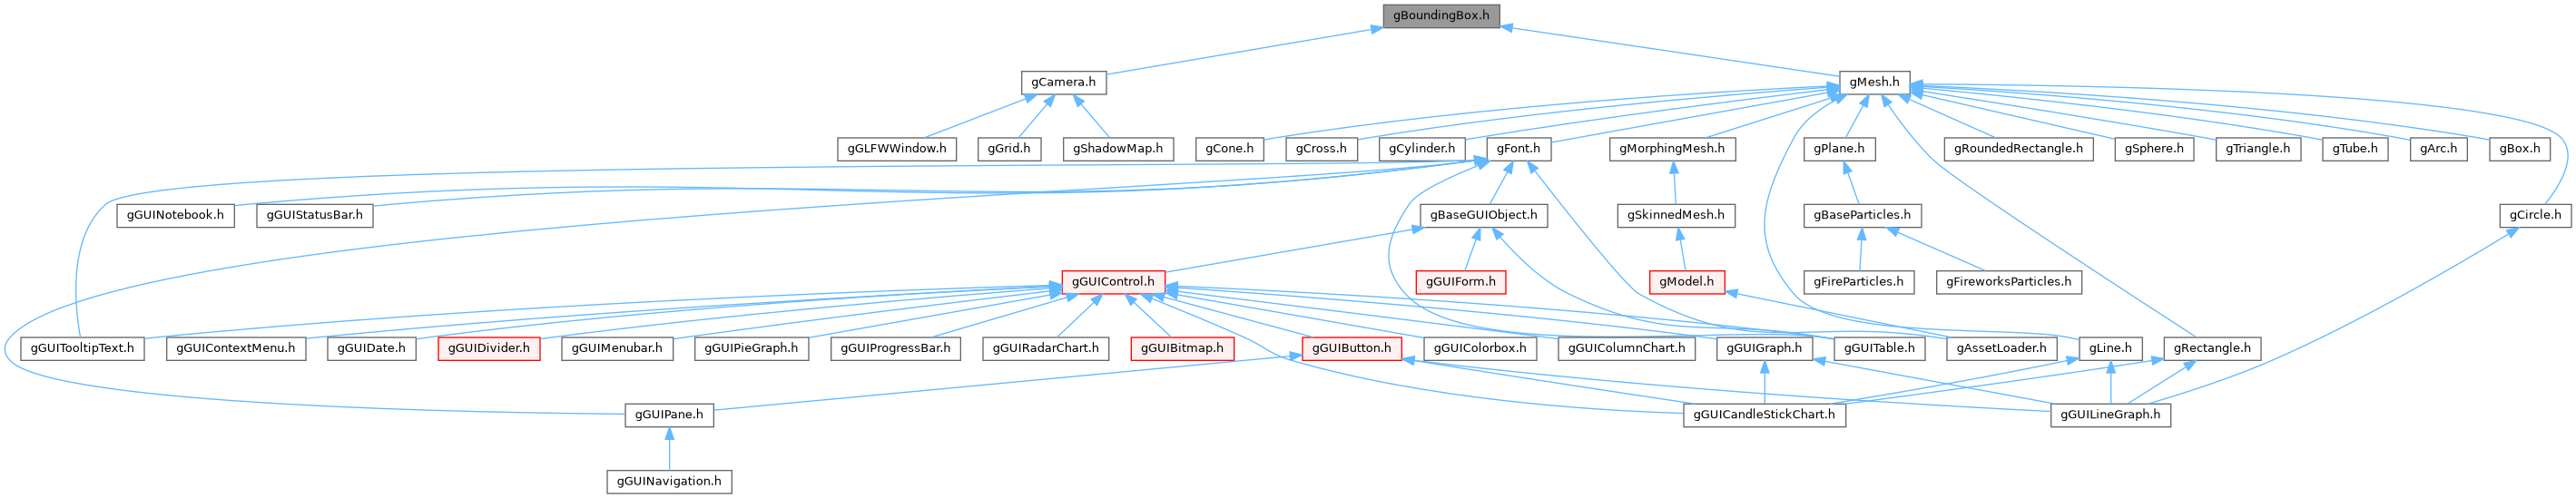 gBoundingBox.h
gCamera.h
gMesh.h
gGLFWWindow.h
gGrid.h
gShadowMap.h
gCone.h
gCross.h
gCylinder.h
gFont.h
gMorphingMesh.h
gPlane.h
gRoundedRectangle.h
gSphere.h
gTriangle.h
gTube.h
gArc.h
gBox.h
gGUINotebook.h
gGUIStatusBar.h
gBaseGUIObject.h
gSkinnedMesh.h
gBaseParticles.h
gCircle.h
gGUIControl.h
gGUIForm.h
gModel.h
gFireParticles.h
gFireworksParticles.h
gGUITooltipText.h
gGUIContextMenu.h
gGUIDate.h
gGUIDivider.h
gGUIMenubar.h
gGUIPieGraph.h
gGUIProgressBar.h
gGUIRadarChart.h
gGUIBitmap.h
gGUIButton.h
gGUIColorbox.h
gGUIColumnChart.h
gGUIGraph.h
gGUITable.h
gAssetLoader.h
gLine.h
gRectangle.h
gGUIPane.h
gGUICandleStickChart.h
gGUILineGraph.h
gGUINavigation.h